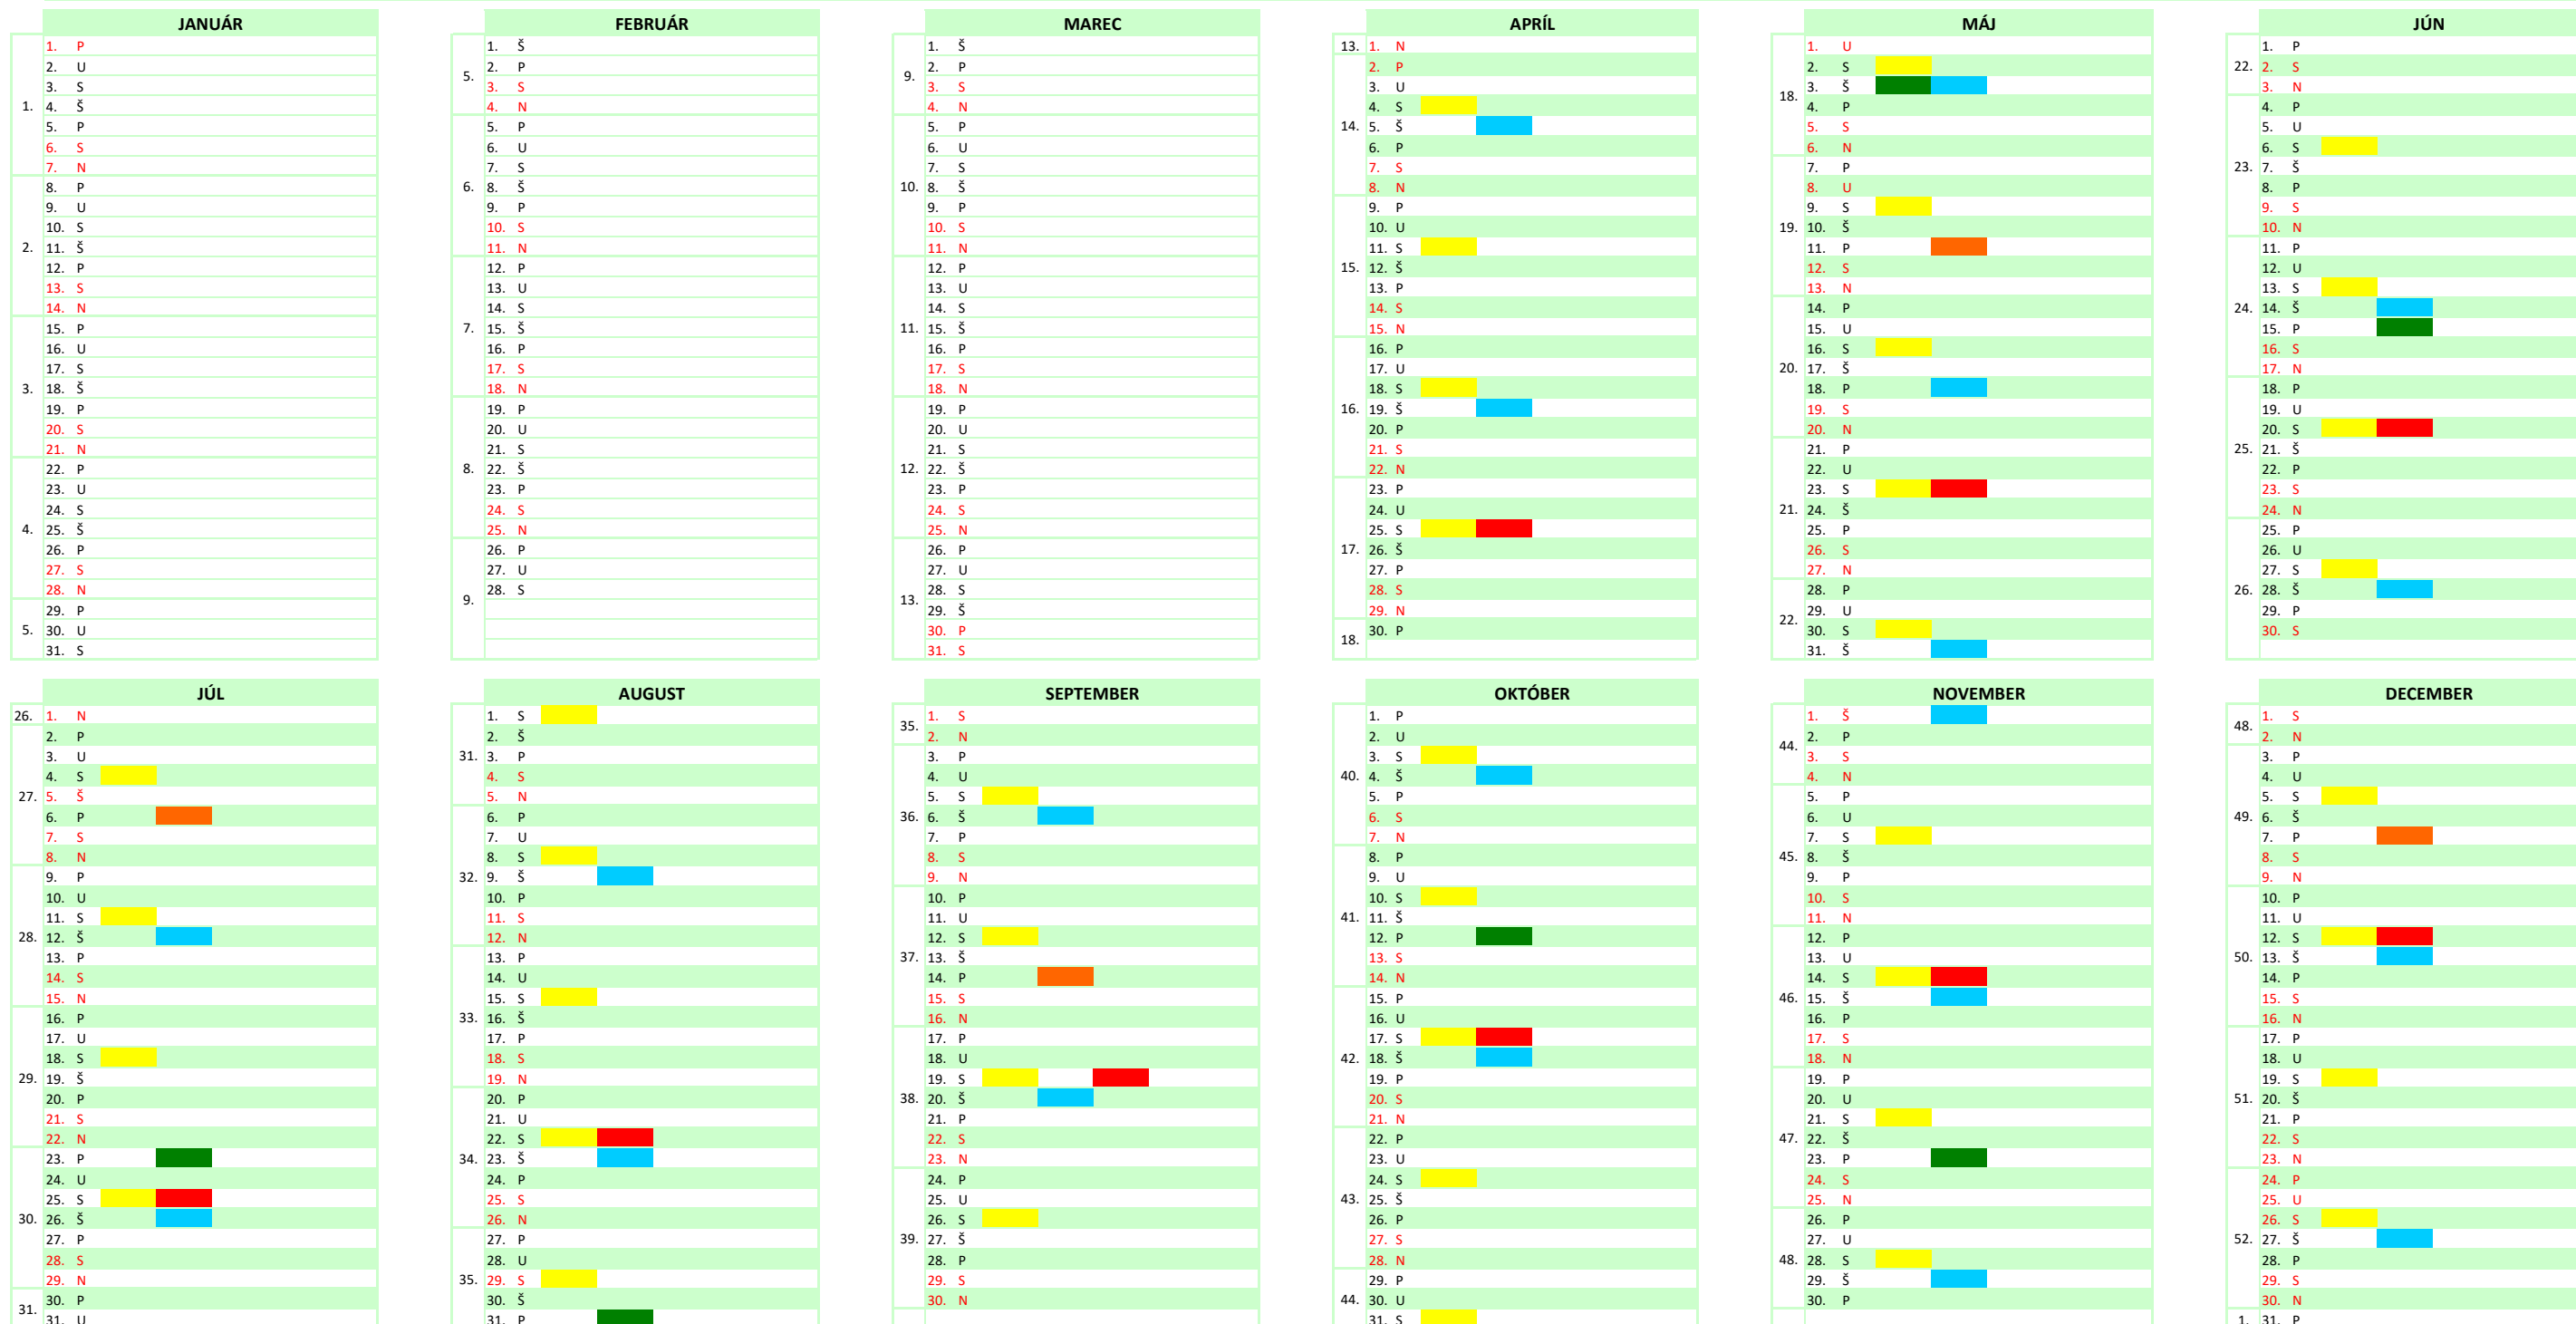 JANUÁR
1. P
2. U
3. S
1. 4. Š
5. P
6. S
7. N
8. P
9. U
10. S
2. 11. Š
12. P
13. S
14. N
15. P
16. U
17. S
3. 18. Š
19. P
20. S
21. N
22. P
23. U
24. S
4. 25. Š
26. P
27. S
28. N
29. P
5. 30. U
31. S
FEBRUÁR
1. Š
5.
2. P
3. S
4. N
5. P
6. U
7. S
6. 8. Š
9. P
10. S
11. N
12. P
13. U
14. S
7. 15. Š
16. P
17. S
18. N
19. P
20. U
21. S
8. 22. Š
23. P
24. S
25. N
26. P
27. U
28. S
9.
MAREC
1. Š
9.
2. P
3. S
4. N
5. P
6. U
7. S
10. 8. Š
9. P
10. S
11. N
12. P
13. U
14. S
11. 15. Š
16. P
17. S
18. N
19. P
20. U
21. S
12. 22. Š
23. P
24. S
25. N
26. P
27. U
28. S
13.
29. Š
30. P
31. S
APRÍL
13. 1. N
2. P
3. U
4. S
14. 5. Š
6. P
7. S
8. N
9. P
10. U
11. S
15. 12. Š
13. P
14. S
15. N
16. P
17. U
18. S
16. 19. Š
20. P
21. S
22. N
23. P
24. U
25. S
17. 26. Š
27. P
28. S
29. N
30. P
18.
MÁJ
1. U
2. S
3. Š
18.
4. P
5. S
6. N
7. P
8. U
9. S
19. 10. Š
11. P
12. S
13. N
14. P
15. U
16. S
20. 17. Š
18. P
19. S
20. N
21. P
22. U
23. S
21. 24. Š
25. P
26. S
27. N
28. P
29. U
22.
30. S
31. Š
JÚN
1. P
22. 2. S
3. N
4. P
5. U
6. S
23. 7. Š
8. P
9. S
10. N
11. P
12. U
13. S
24. 14. Š
15. P
16. S
17. N
18. P
19. U
20. S
25. 21. Š
22. P
23. S
24. N
25. P
26. U
27. S
26. 28. Š
29. P
30. S
JÚL
26. 1. N
2. P
3. U
4. S
27. 5. Š
6. P
7. S
8. N
9. P
10. U
11. S
28. 12. Š
13. P
14. S
15. N
16. P
17. U
18. S
29. 19. Š
20. P
21. S
22. N
23. P
24. U
25. S
30. 26. Š
27. P
28. S
29. N
30. P
31.
31. U
AUGUST
1. S
2. Š
31. 3. P
4. S
5. N
6. P
7. U
8. S
32. 9. Š
10. P
11. S
12. N
13. P
14. U
15. S
33. 16. Š
17. P
18. S
19. N
20. P
21. U
22. S
34. 23. Š
24. P
25. S
26. N
27. P
28. U
35. 29. S
30. Š
31. P
SEPTEMBER
1. S
35.
2. N
3. P
4. U
5. S
36. 6. Š
7. P
8. S
9. N
10. P
11. U
12. S
37. 13. Š
14. P
15. S
16. N
17. P
18. U
19. S
38. 20. Š
21. P
22. S
23. N
24. P
25. U
26. S
39. 27. Š
28. P
29. S
30. N
OKTÓBER
1. P
2. U
3. S
40. 4. Š
5. P
6. S
7. N
8. P
9. U
10. S
41. 11. Š
12. P
13. S
14. N
15. P
16. U
17. S
42. 18. Š
19. P
20. S
21. N
22. P
23. U
24. S
43. 25. Š
26. P
27. S
28. N
29. P
44. 30. U
31. S
NOVEMBER
1. Š
2. P
44.
3. S
4. N
5. P
6. U
7. S
45. 8. Š
9. P
10. S
11. N
12. P
13. U
14. S
46. 15. Š
16. P
17. S
18. N
19. P
20. U
21. S
47. 22. Š
23. P
24. S
25. N
26. P
27. U
48. 28. S
29. Š
30. P
DECEMBER
1. S
48.
2. N
3. P
4. U
5. S
49. 6. Š
7. P
8. S
9. N
10. P
11. U
12. S
50. 13. Š
14. P
15. S
16. N
17. P
18. U
19. S
51. 20. Š
21. P
22. S
23. N
24. P
25. U
26. S
52. 27. Š
28. P
29. S
30. N
1. 31. P